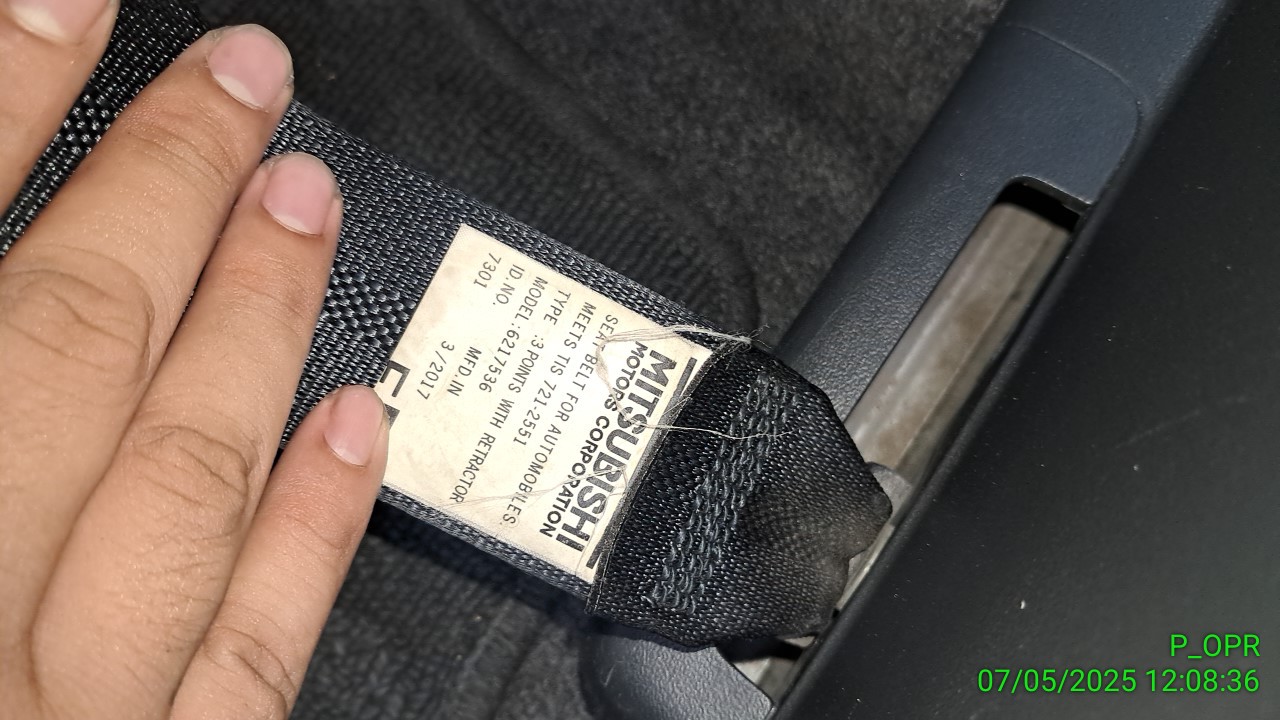 MITSUBISHI
MOTORS CORPORATION
SEAT BELT FOR AUTOMOBILES.
MEETS TIS 721-2551
TYPE :3 POINTS WITH RETRACTOR
MODEL :6217536
ID. NO. MFD.IN
7301 3/2017
P_OPR
07/05/2025 12:08:36